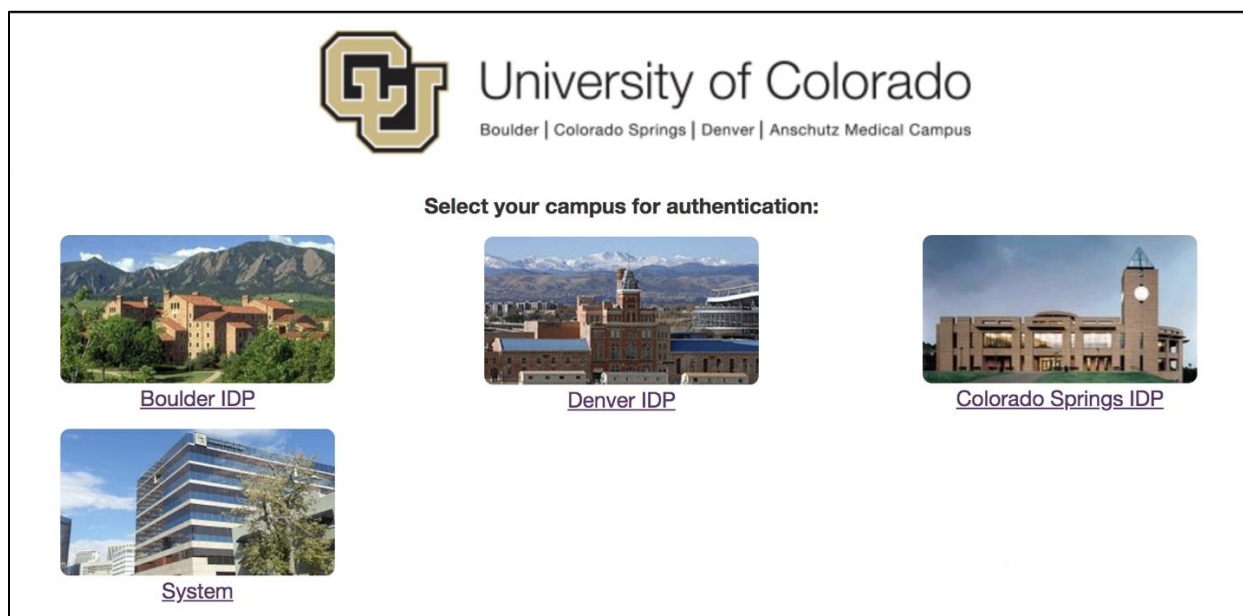 CU
University of Colorado
Boulder | Colorado Springs | Denver | Anschutz Medical Campus
Select your campus for authentication:
Boulder IDP
Denver IDP
Colorado Springs IDP
System